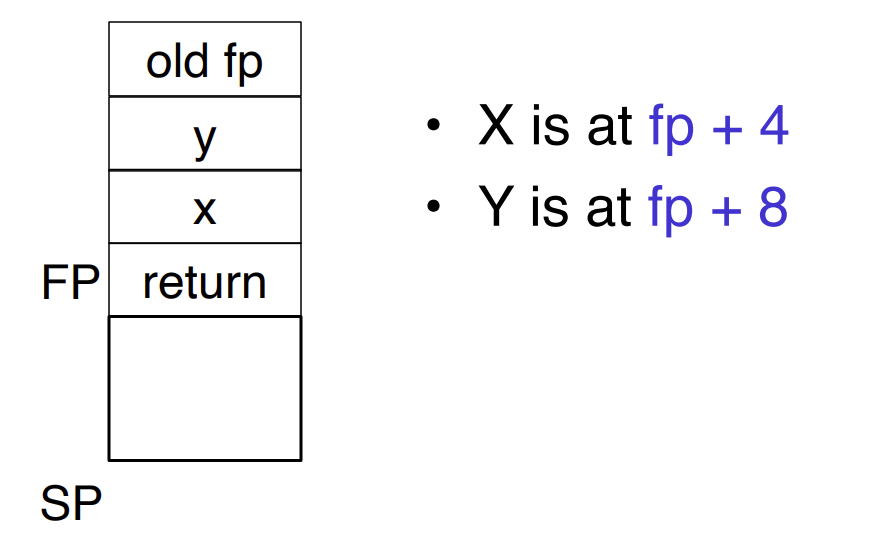 old fp
y
x
FP return
SP
• X is at fp + 4
• Y is at fp + 8